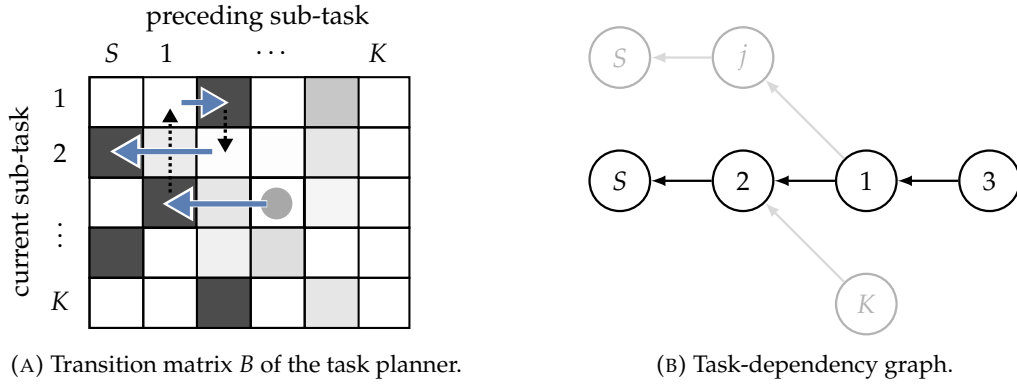 preceding sub-task
S 1 ··· K
current sub-task
1
2
⋮
K
(A) Transition matrix B of the task planner.
S j
S 2 1 3
K
(B) Task-dependency graph.